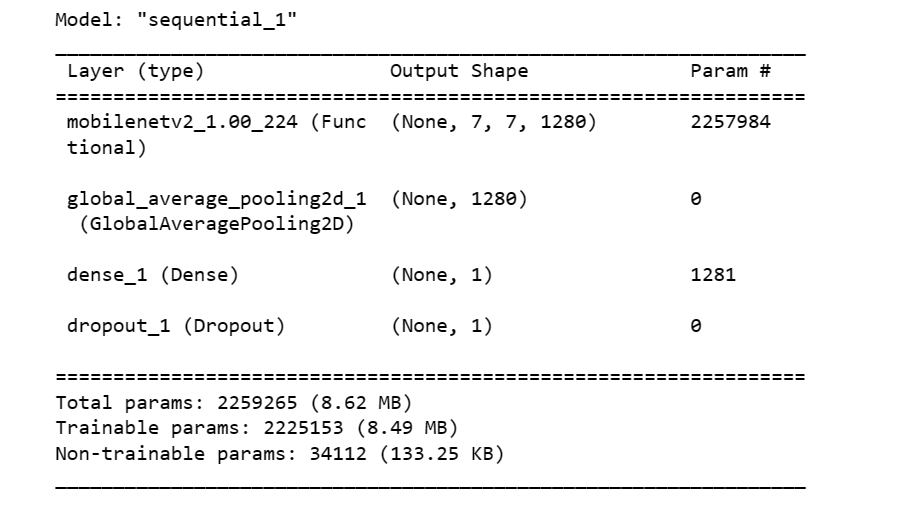 Model: "sequential_1"
Layer (type) Output Shape Param #
=================================================================
mobilenetv2_1.00_224 (Func (None, 7, 7, 1280) 2257984
tional)
global_average_pooling2d_1 (None, 1280) 0
(GlobalAveragePooling2D)
dense_1 (Dense) (None, 1) 1281
dropout_1 (Dropout) (None, 1) 0
=================================================================
Total params: 2259265 (8.62 MB)
Trainable params: 2225153 (8.49 MB)
Non-trainable params: 34112 (133.25 KB)